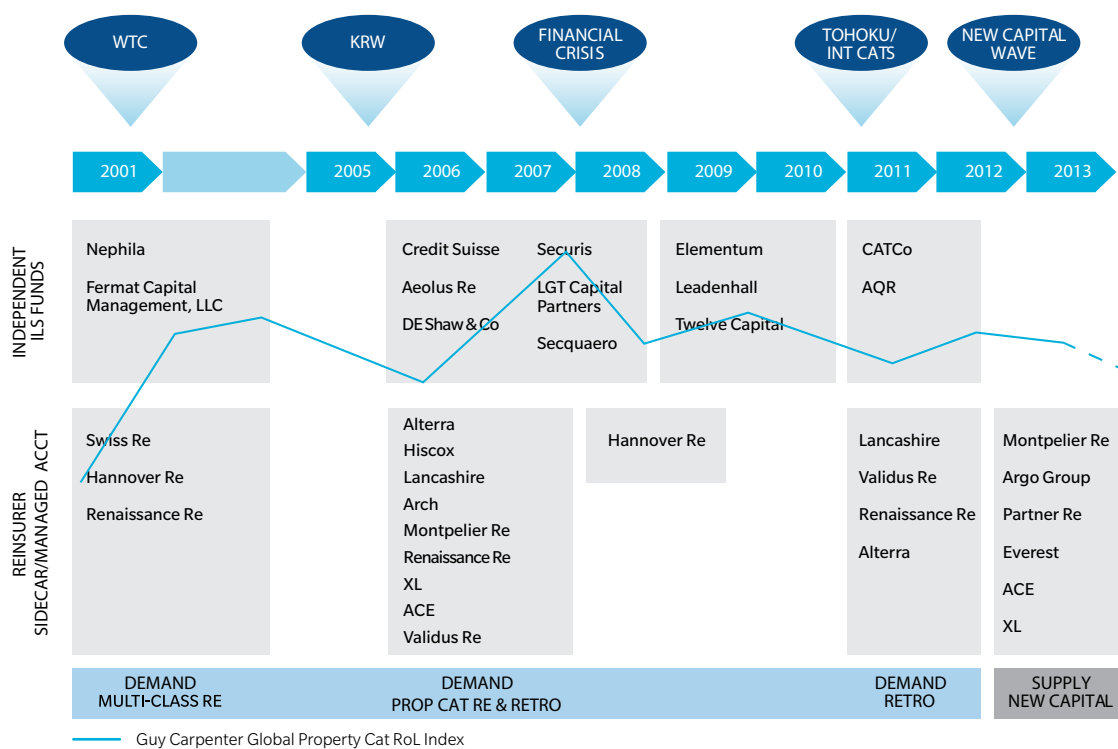 WTC
KRW
FINANCIAL
CRISIS
TOHOKU/
INT CATS
NEW CAPITAL
WAVE
2001
2005
2006
2007
2008
2009
2010
2011
2012
2013
INDEPENDENT
ILS FUNDS
Nephila
Fermat Capital
Management, LLC
Credit Suisse
Aeolus Re
DE Shaw & Co
Securis
LGT Capital
Partners
Secquaero
Elementum
Leadenhall
Twelve Capital
CATCo
AQR
REINSURER
SIDECAR/MANAGED ACCT
Swiss Re
Hannover Re
Renaissance Re
Alterra
Hiscox
Lancashire
Arch
Montpelier Re
Renaissance Re
XL
ACE
Validus Re
Hannover Re
Lancashire
Validus Re
Renaissance Re
Alterra
Montpelier Re
Argo Group
Partner Re
Everest
ACE
XL
DEMAND
MULTI-CLASS RE
DEMAND
PROP CAT RE & RETRO
DEMAND
RETRO
SUPPLY
NEW CAPITAL
Guy Carpenter Global Property Cat RoL Index